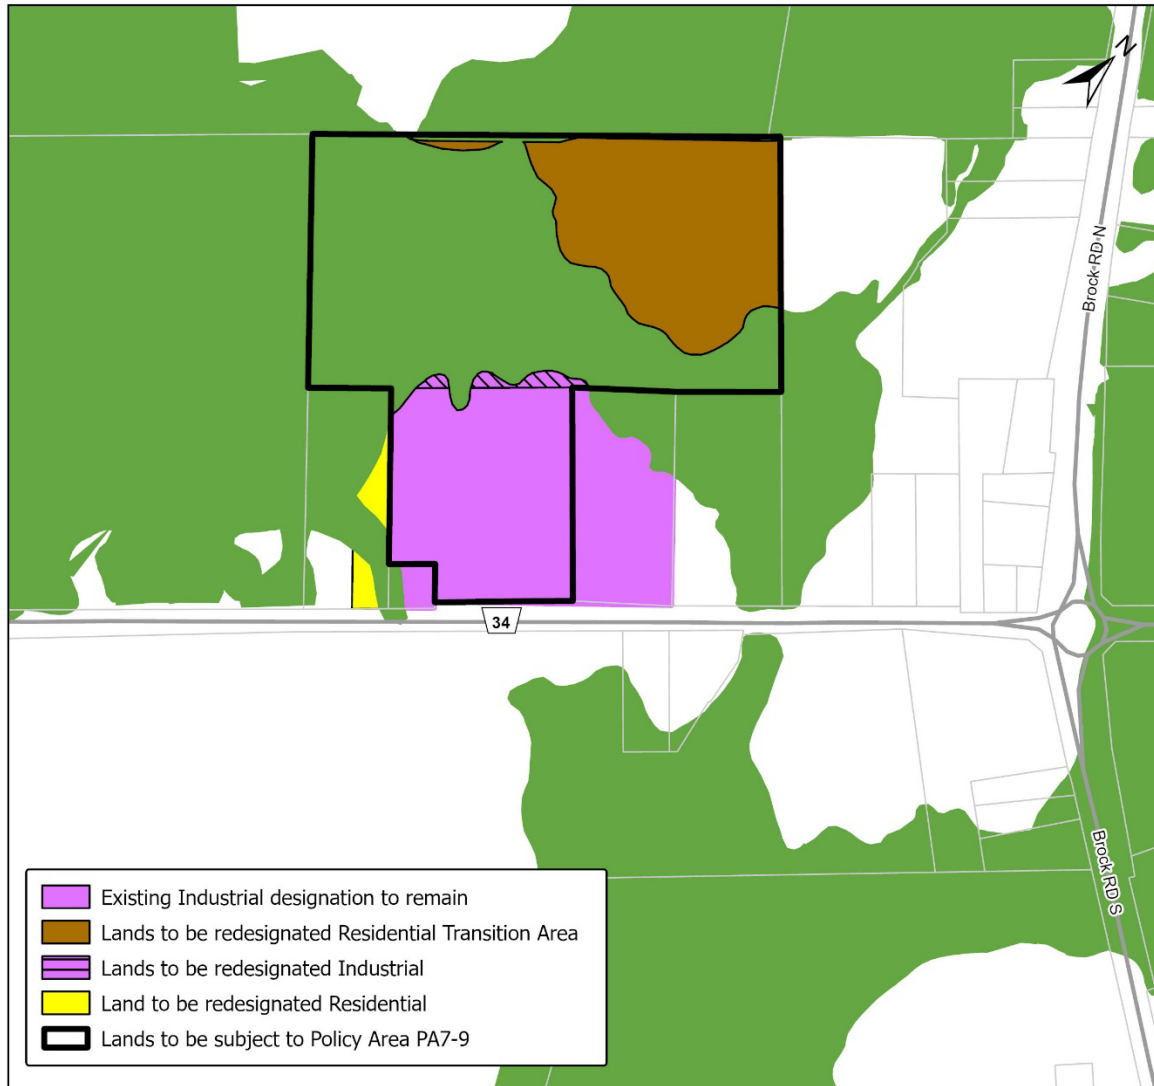 N
Brock RD N
34
Brock RD S
Existing Industrial designation to remain
Lands to be redesignated Residential Transition Area
Lands to be redesignated Industrial
Land to be redesignated Residential
Lands to be subject to Policy Area PA7-9